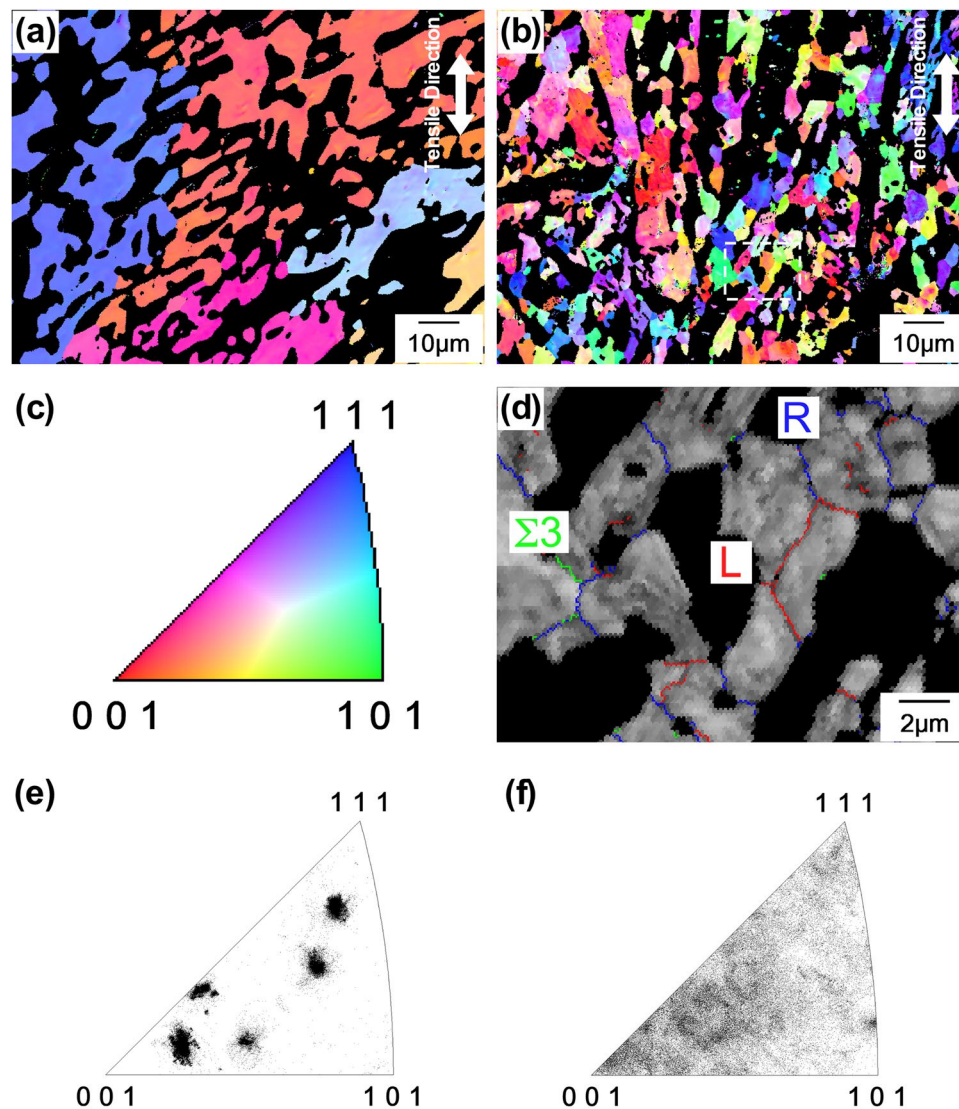 (a)
Tensile Direction
10µm
(b)
Tensile Direction
10µm
(c)
1 1 1
0 0 1
1 0 1
(d)
R
Σ3
L
2µm
(e)
1 1 1
0 0 1
1 0 1
(f)
1 1 1
0 0 1
1 0 1